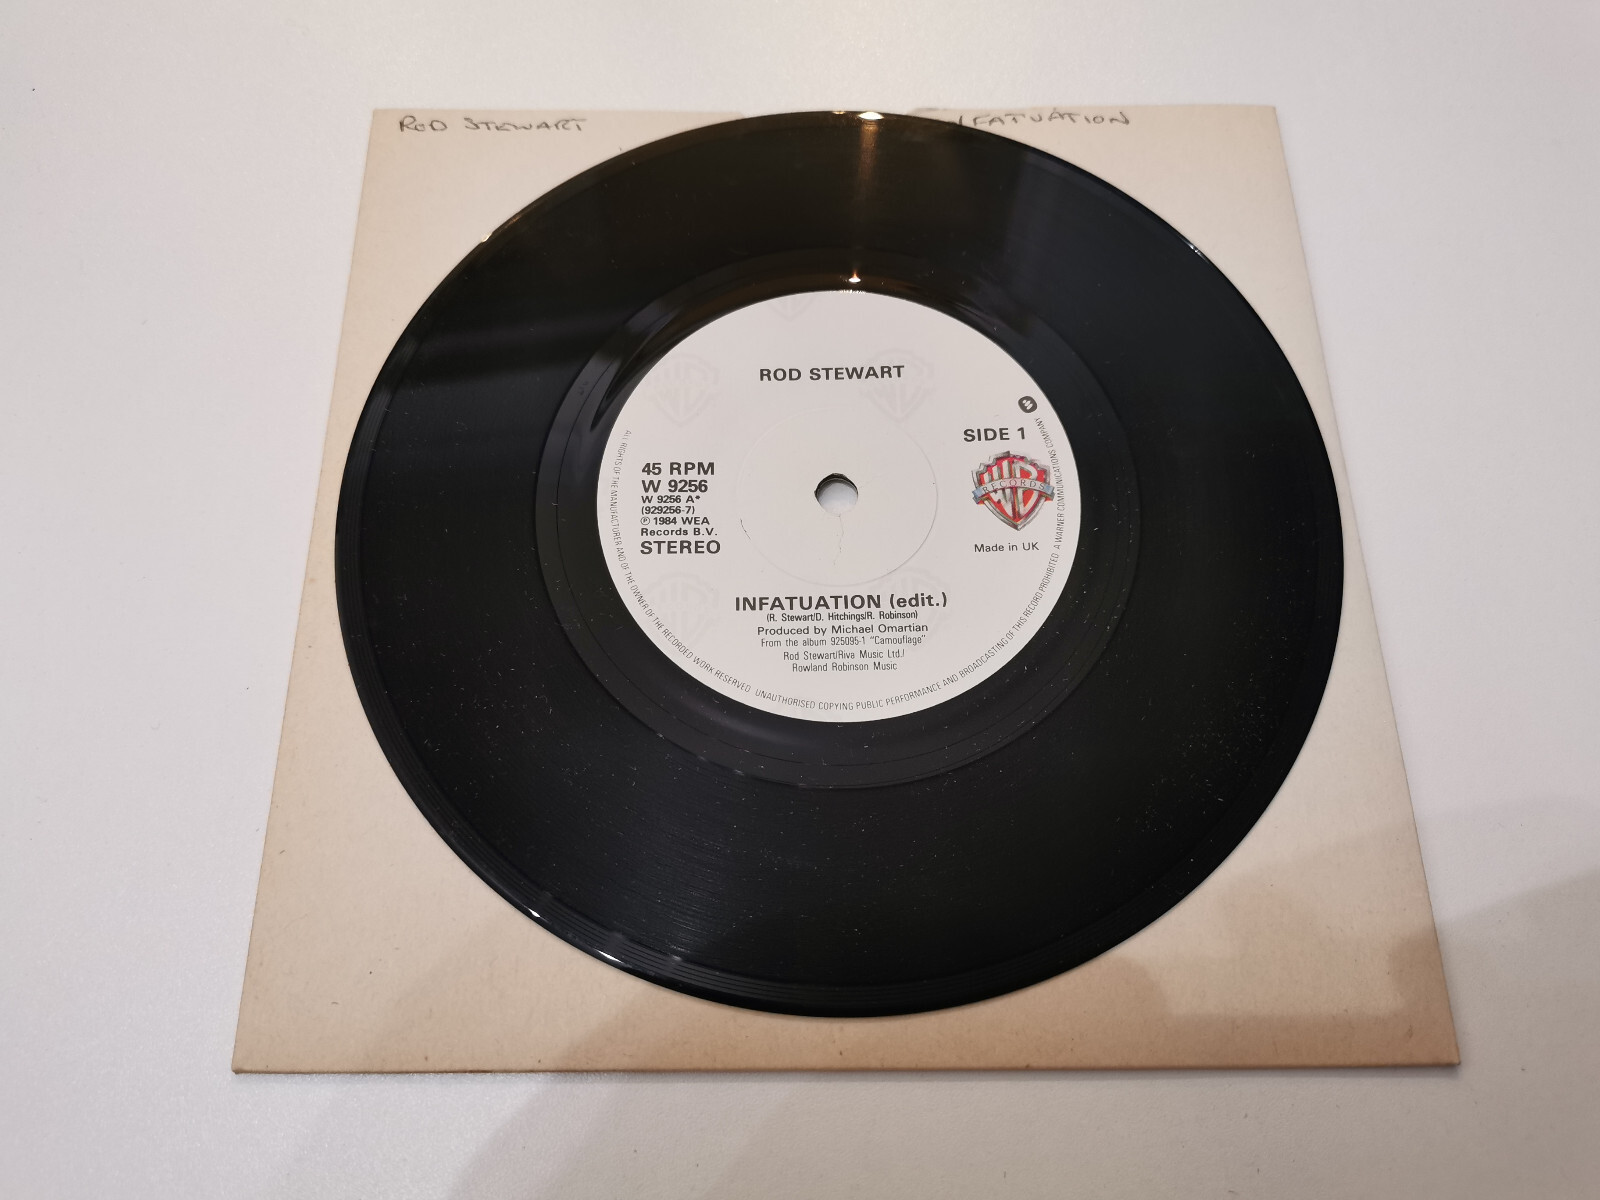 ROD STEWART
INFATUATION
ROD STEWART
SIDE 1
RECORDS
Made in UK
45 RPM
W 9256
W 9256 A*
(929256-7)
℗ 1984 WEA
Records B.V.
STEREO
INFATUATION (edit.)
(R. Stewart/D. Hitchings/R. Robinson)
Produced by Michael Omartian
From the album 925095-1 "Camouflage"
Rod Stewart/Riva Music Ltd./
Rowland Robinson Music
ALL RIGHTS OF THE MANUFACTURER AND OF THE OWNER OF THE RECORDED WORK RESERVED. UNAUTHORISED COPYING PUBLIC PERFORMANCE AND BROADCASTING OF THIS RECORD PROHIBITED. A WARNER COMMUNICATIONS COMPANY